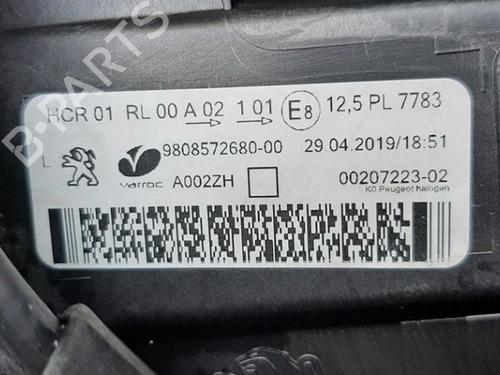 B-PARTS
HCR 01 RL 00 A 02 1 01 E8 12,5 PL 7783
9808572680-00 29.04.2019/18:51
L varroc A002ZH 00207223-02
K0 Peugeot halogen